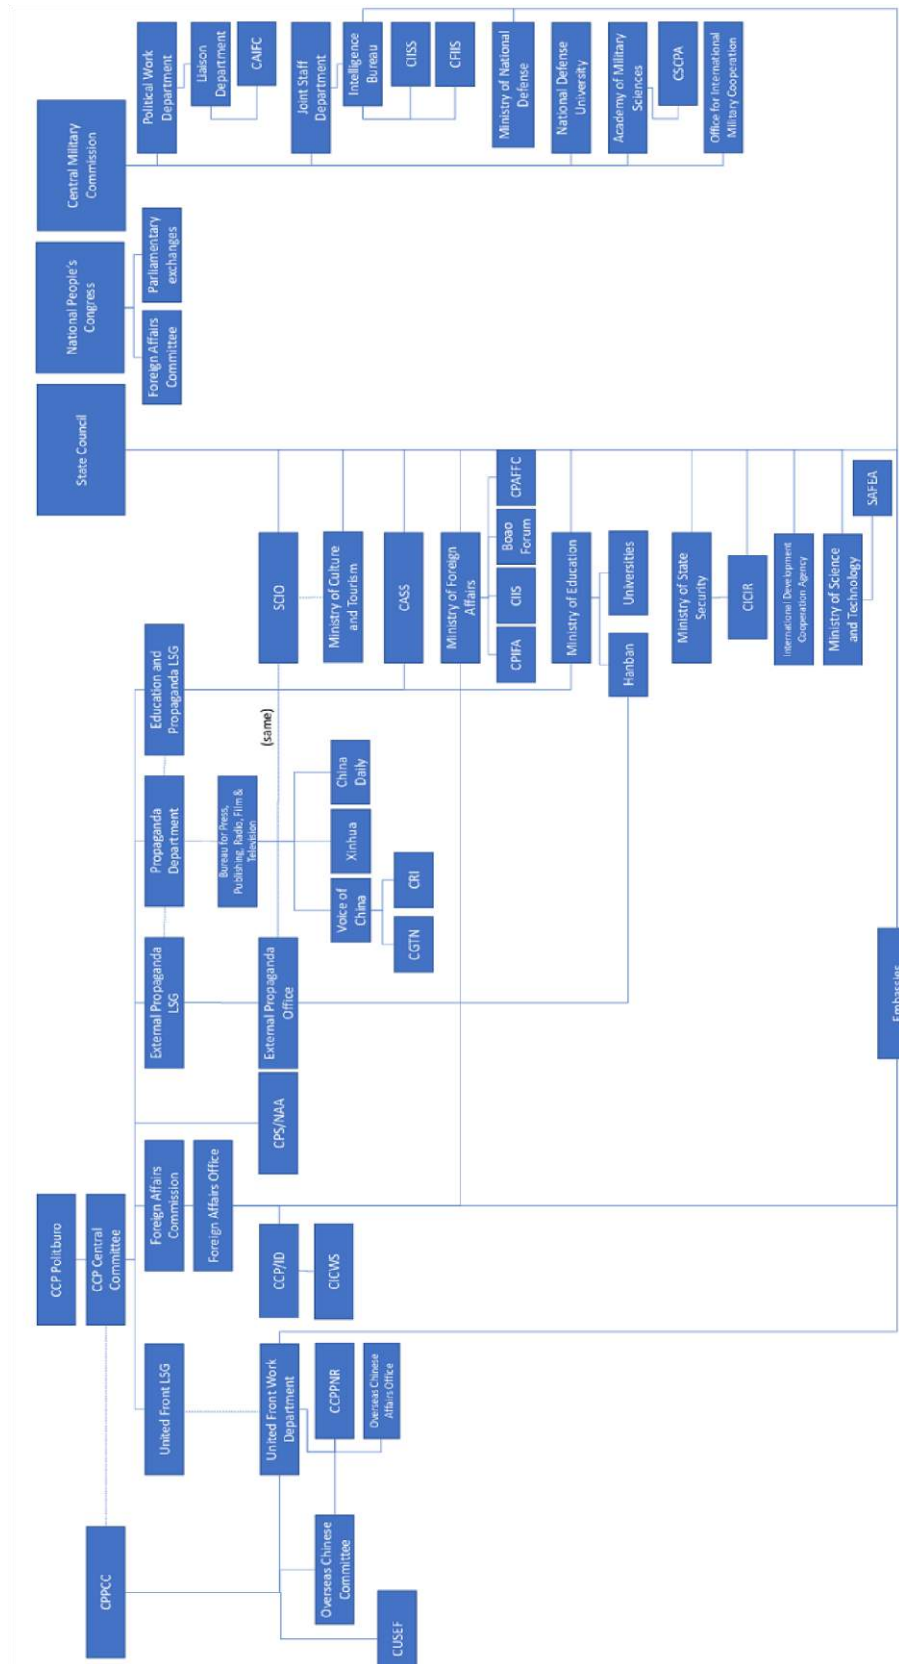 CCP Politburo
CPPCC
CCP Central
Committee
State Council
National People's
Congress
Central Military
Commission
United Front LSG
Foreign Affairs
Commission
External Propaganda
LSG
Propaganda
Department
Education and
Propaganda LSG
Foreign Affairs
Committee
Parliamentary
exchanges
Political Work
Department
Joint Staff
Department
Ministry of National
Defense
National Defense
University
Academy of Military
Sciences
Office for International
Military Cooperation
Foreign Affairs Office
Bureau for Press,
Publishing, Radio, Film &
Television
Liaison
Department
CAIFC
Intelligence
Bureau
CIISS
CFIIS
CSCPA
United Front Work
Department
CCP/ID
CPS/NAA
External Propaganda
Office
(same)
SCIO
Overseas Chinese
Committee
CCPPNR
CICWS
Voice of
China
Xinhua
China
Daily
Ministry of Culture
and Tourism
CUSEF
Overseas Chinese
Affairs Office
CGTN
CRI
CASS
Ministry of Foreign
Affairs
CPIFA
CIIS
Boao
Forum
CPAFFC
Ministry of Education
Hanban
Universities
Ministry of State
Security
CICIR
International Development
Cooperation Agency
Ministry of Science
and Technology
SAFEA
Embassies